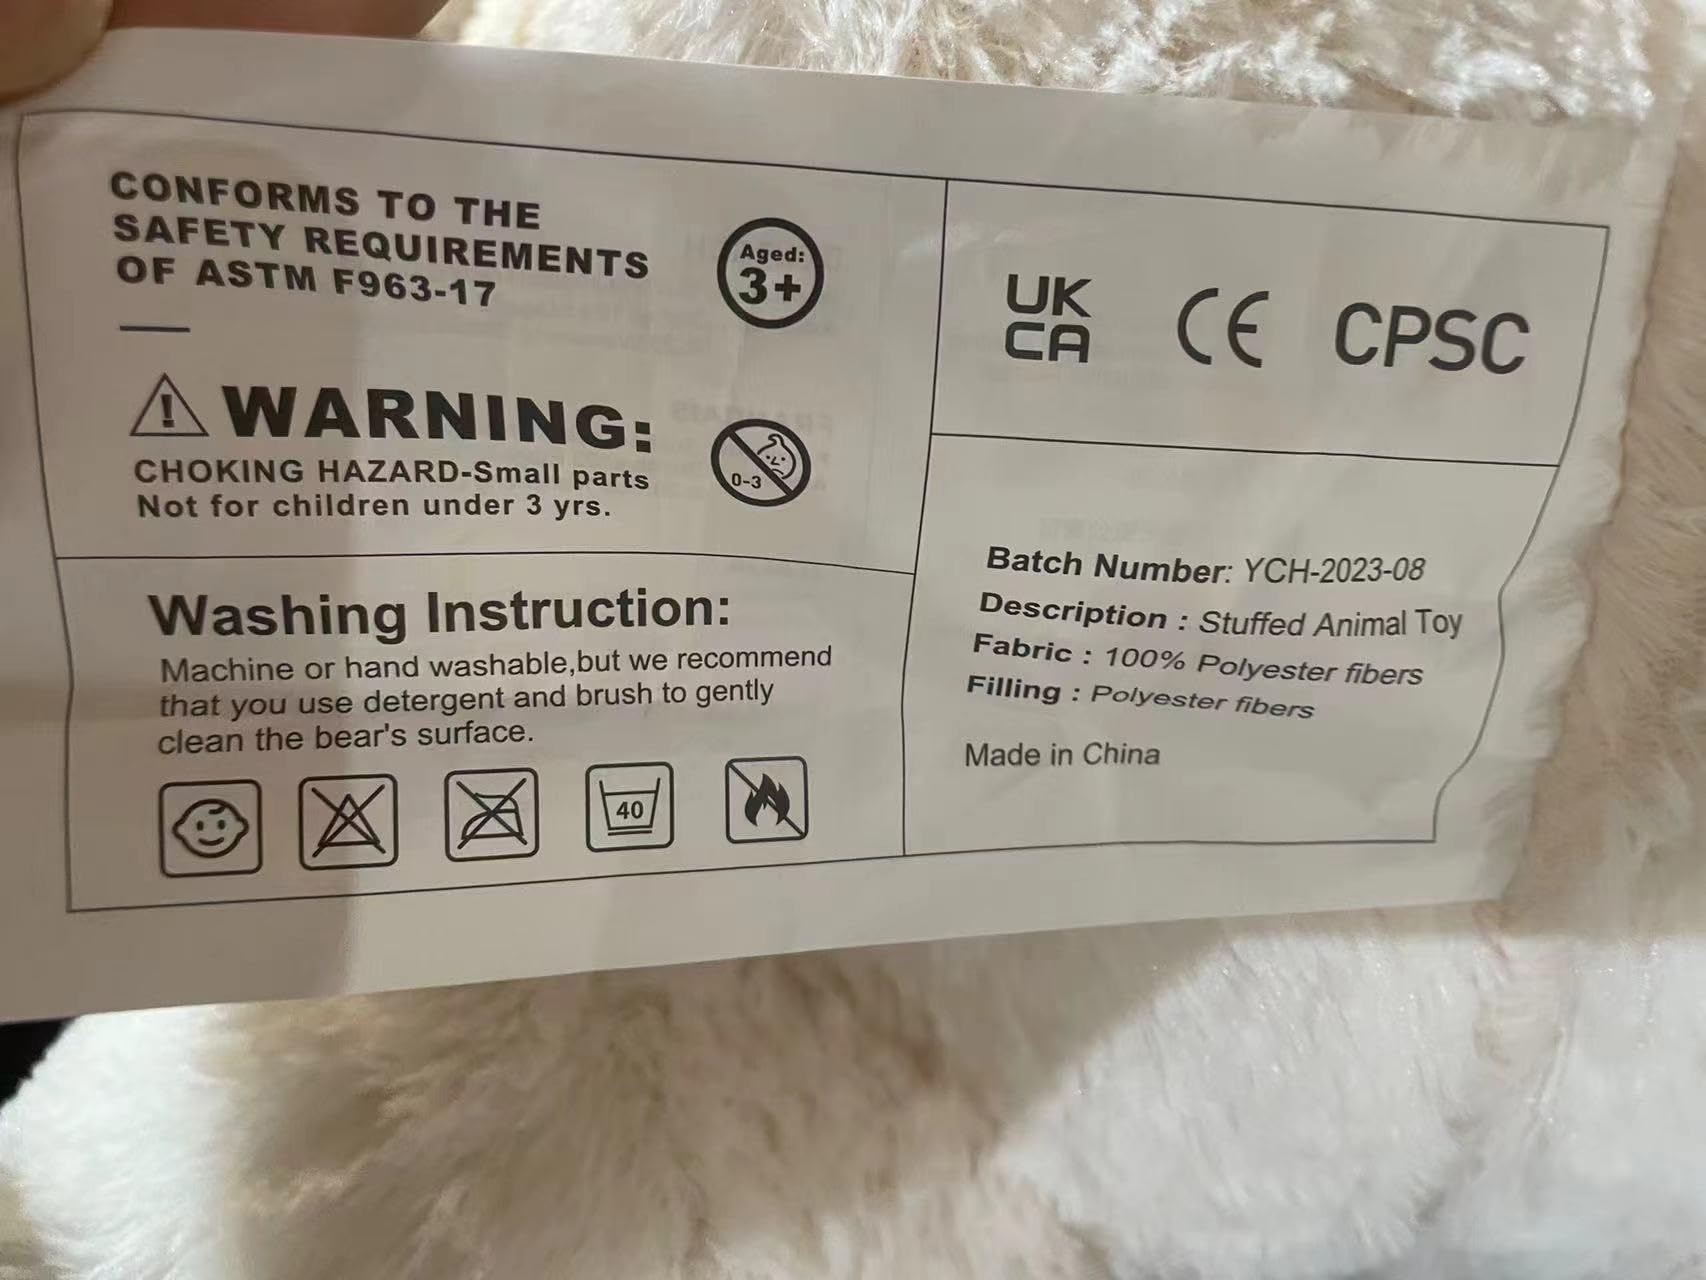 CONFORMS TO THE
SAFETY REQUIREMENTS
OF ASTM F963-17
Aged:
3+
WARNING:
CHOKING HAZARD-Small parts
Not for children under 3 yrs.
0-3
Washing Instruction:
Machine or hand washable,but we recommend
that you use detergent and brush to gently
clean the bear's surface.
40
UK
CA
CE
CPSC
Batch Number: YCH-2023-08
Description : Stuffed Animal Toy
Fabric : 100% Polyester fibers
Filling : Polyester fibers
Made in China